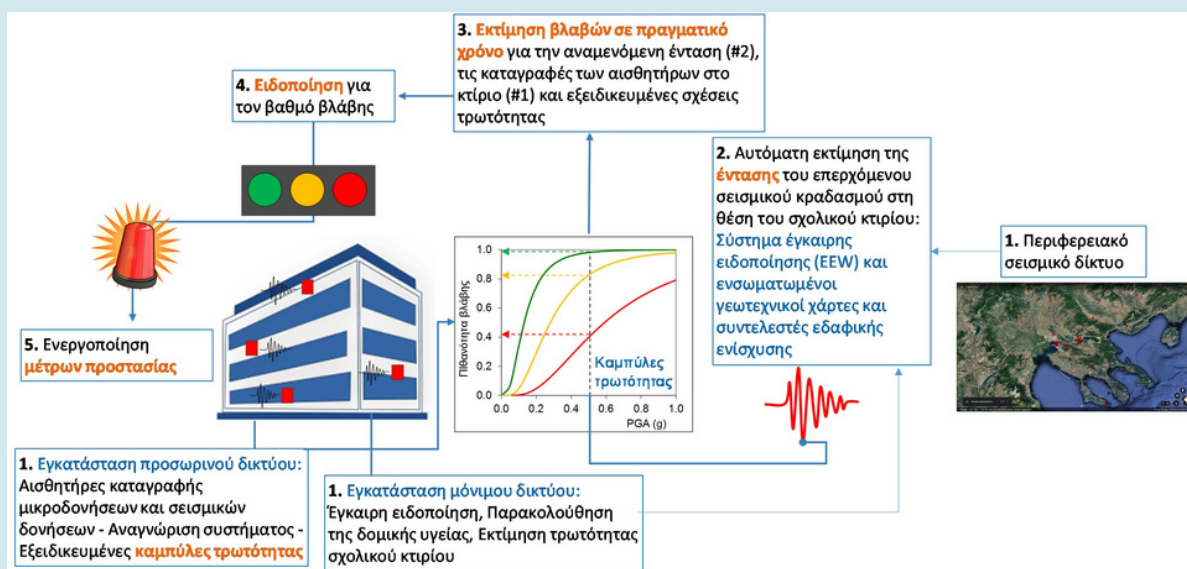 3. Εκτίμηση βλαβών σε πραγματικό
χρόνο για την αναμενόμενη ένταση (#2),
τις καταγραφές των αισθητήρων στο
κτίριο (#1) και εξειδικευμένες σχέσεις
τρωτότητας
4. Ειδοποίηση για
τον βαθμό βλάβης
2. Αυτόματη εκτίμηση της
έντασης του επερχόμενου
σεισμικού κραδασμού στη
θέση του σχολικού κτιρίου:
Σύστημα έγκαιρης
ειδοποίησης (EEW) και
ενσωματωμένοι
γεωτεχνικοί χάρτες και
συντελεστές εδαφικής
ενίσχυσης
1. Περιφερειακό
σεισμικό δίκτυο
5. Ενεργοποίηση
μέτρων προστασίας
Πιθανότητα βλάβης
1.0
0.8
0.6
0.4
0.2
0.0
Καμπύλες
τρωτότητας
0.0 0.2 0.4 0.6 0.8 1.0
PGA (g)
1. Εγκατάσταση προσωρινού δικτύου:
Αισθητήρες καταγραφής
μικροδονήσεων και σεισμικών
δονήσεων - Αναγνώριση συστήματος -
Εξειδικευμένες καμπύλες τρωτότητας
1. Εγκατάσταση μόνιμου δικτύου:
Έγκαιρη ειδοποίηση, Παρακολούθηση
της δομικής υγείας, Εκτίμηση τρωτότητας
σχολικού κτιρίου